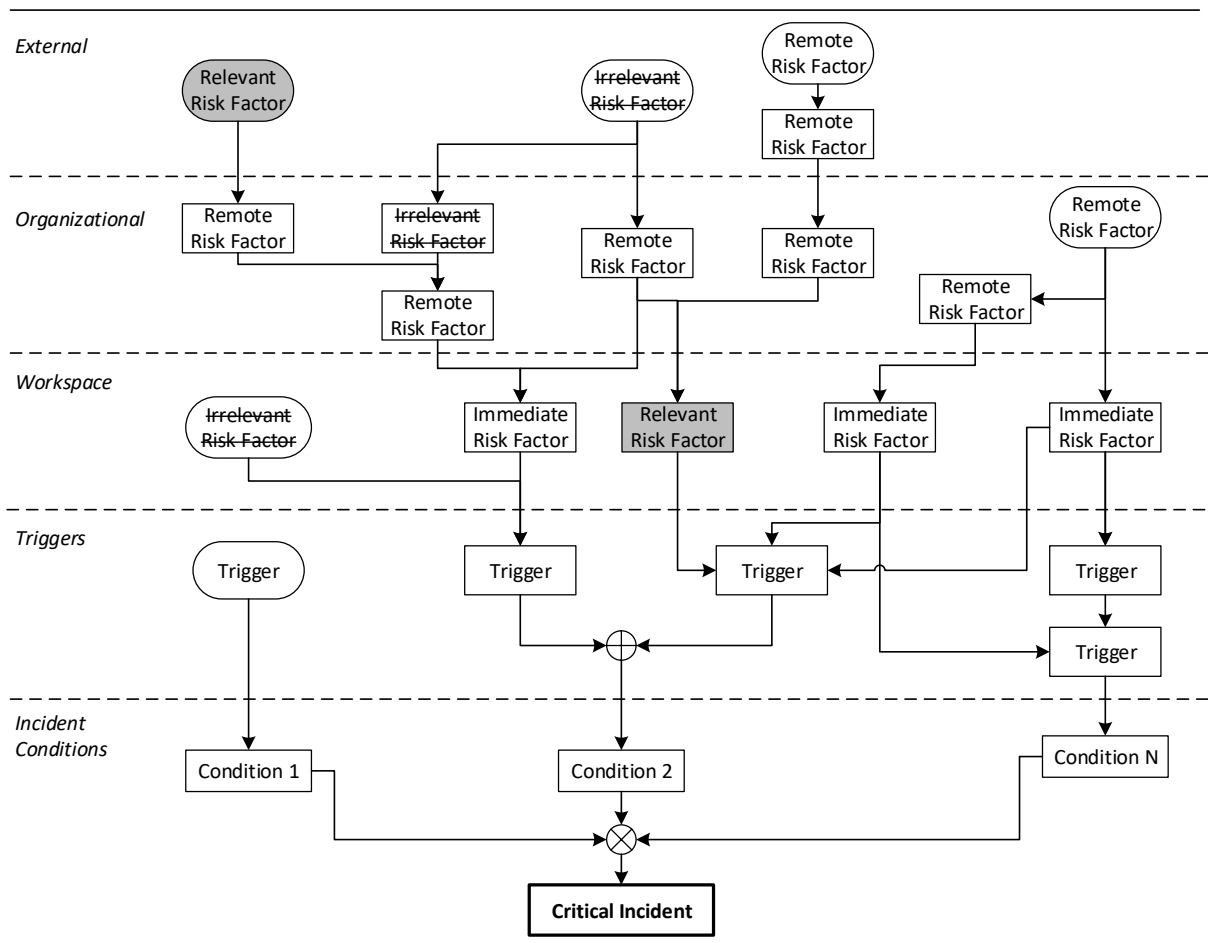 External
Relevant
Risk Factor
Irrelevant
Risk Factor
Remote
Risk Factor
Remote
Risk Factor
Organizational
Remote
Risk Factor
Irrelevant
Risk Factor
Remote
Risk Factor
Remote
Risk Factor
Remote
Risk Factor
Remote
Risk Factor
Remote
Risk Factor
Workspace
Irrelevant
Risk Factor
Immediate
Risk Factor
Relevant
Risk Factor
Immediate
Risk Factor
Immediate
Risk Factor
Triggers
Trigger
Trigger
Trigger
Trigger
Trigger
Incident
Conditions
Condition 1
Condition 2
Condition N
Critical Incident